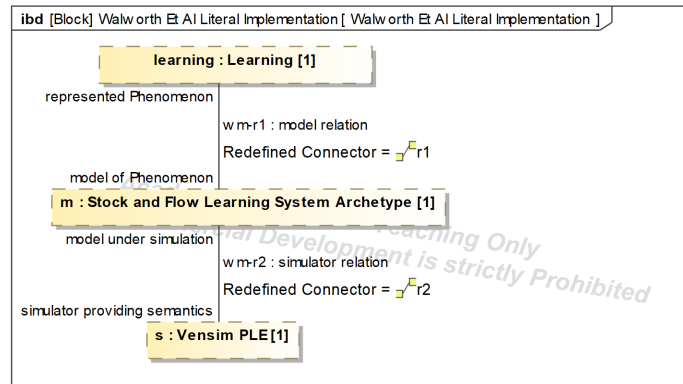 ibd [Block] Walworth Et Al Literal Implementation [ Walworth Et Al Literal Implementation ]
learning : Learning [1]
represented Phenomenon
wm-r1 : model relation
Redefined Connector = r1
model of Phenomenon
m : Stock and Flow Learning System Archetype [1]
model under simulation
eaching Only
cial Development is strictly Prohibited
wm-r2 : simulator relation
Redefined Connector = r2
simulator providing semantics
s : Vensim PLE [1]